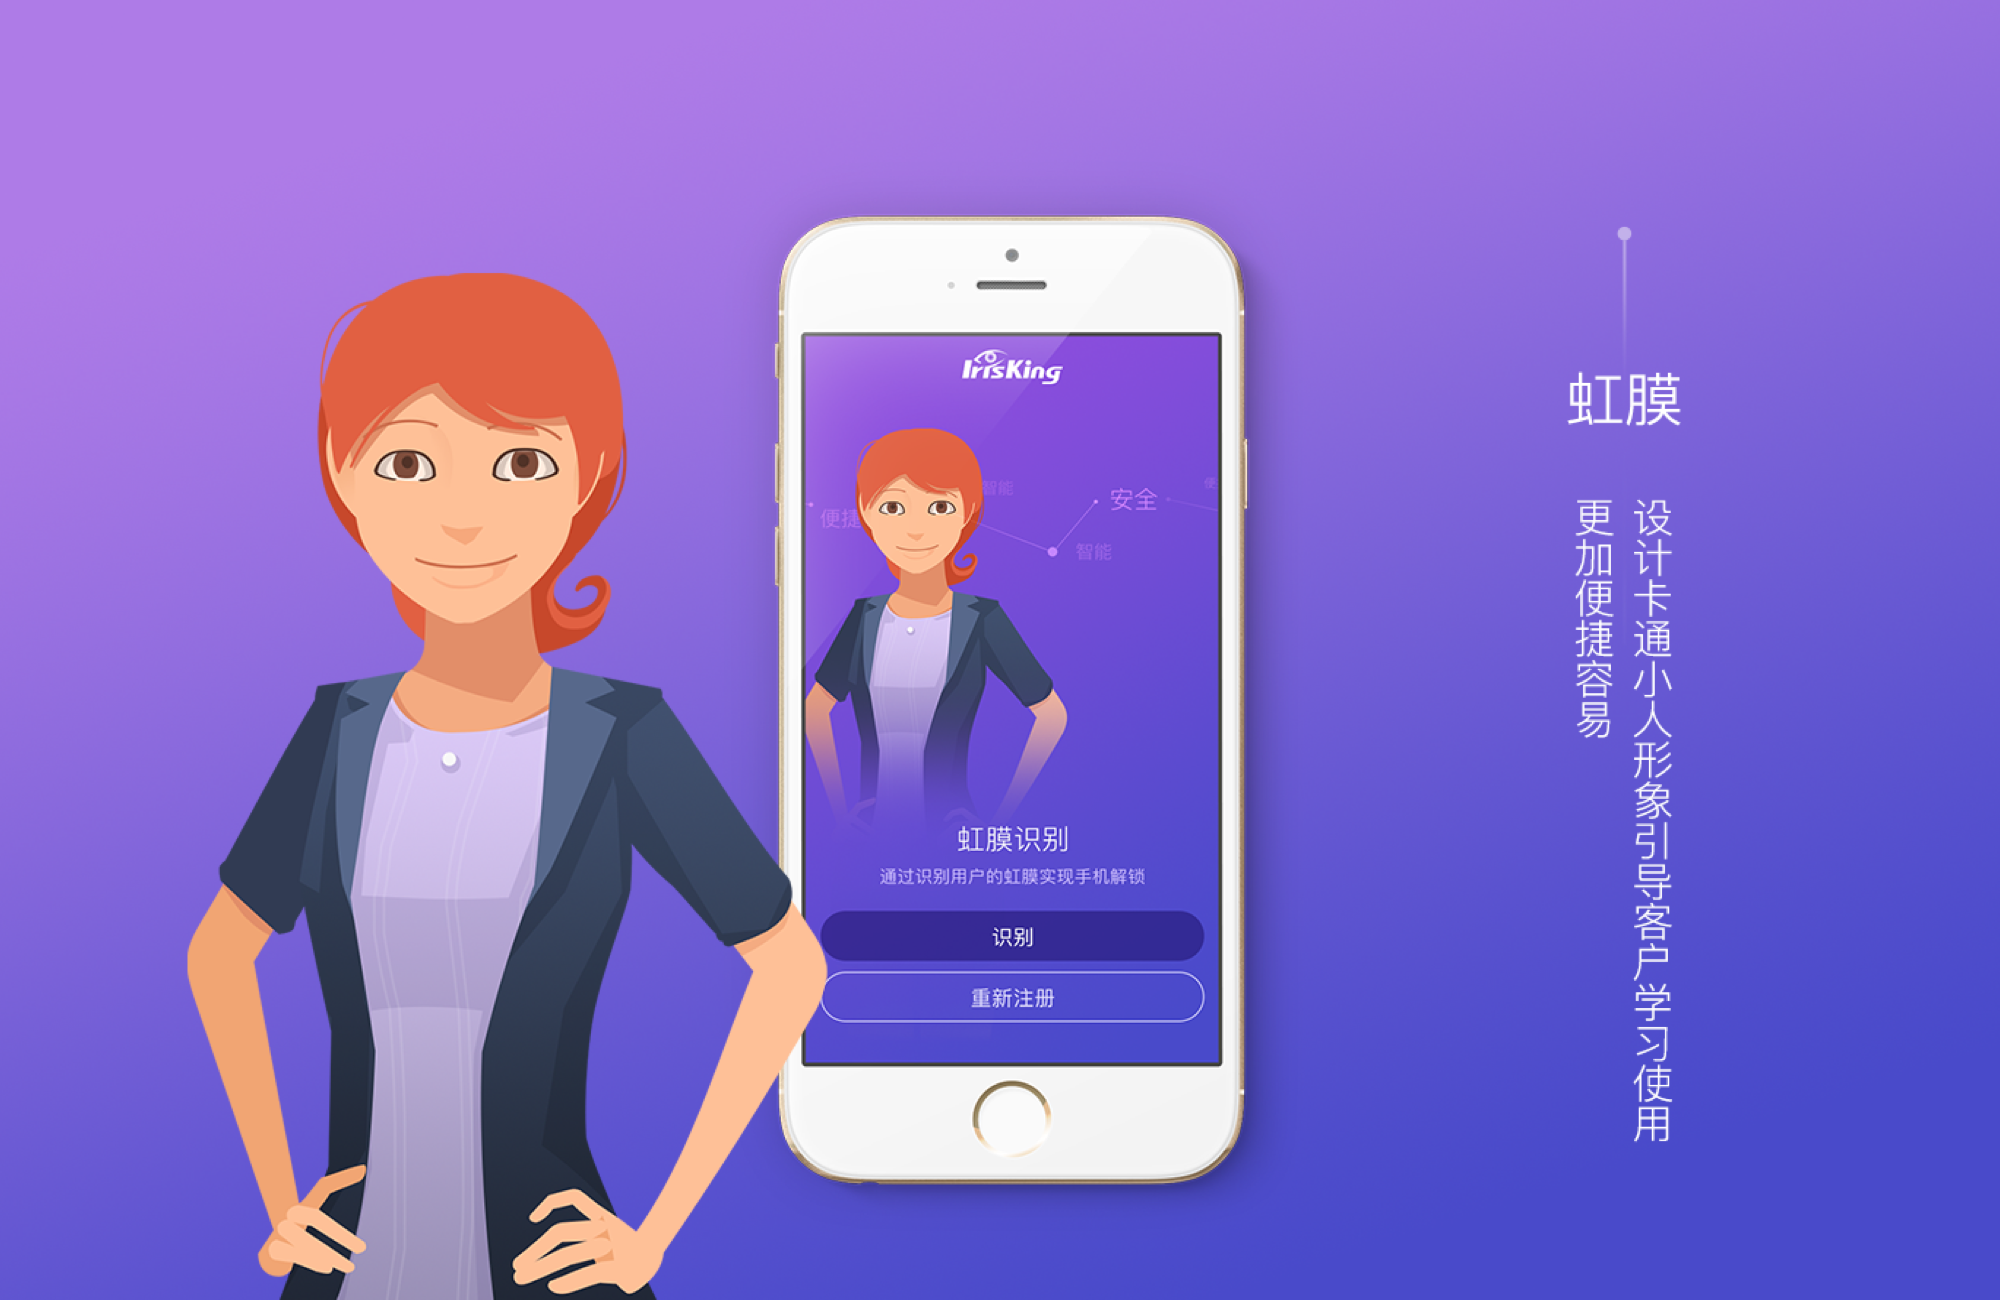 IrisKing
便捷
智能
安全
便
智能
虹膜识别
通过识别用户的虹膜实现手机解锁
识别
重新注册
虹膜
设计卡通小人形象引导客户学习使用
更加便捷容易